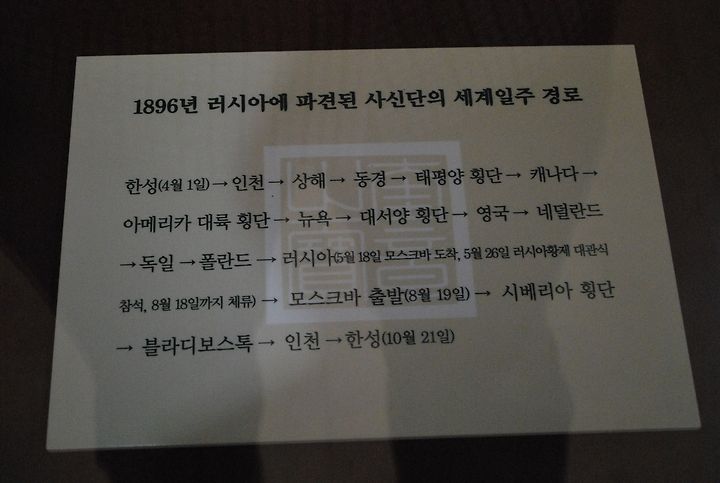 1896년 러시아에 파견된 사신단의 세계일주 경로
한성(4월 1일) → 인천 → 상해 → 동경 → 태평양 횡단 → 캐나다 →
아메리카 대륙 횡단 → 뉴욕 → 대서양 횡단 → 영국 → 네덜란드
→ 독일 → 폴란드 → 러시아(5월 18일 모스크바 도착, 5월 26일 러시아황제 대관식
참석, 8월 18일까지 체류) → 모스크바 출발(8월 19일) → 시베리아 횡단
→ 블라디보스톡 → 인천 → 한성(10월 21일)